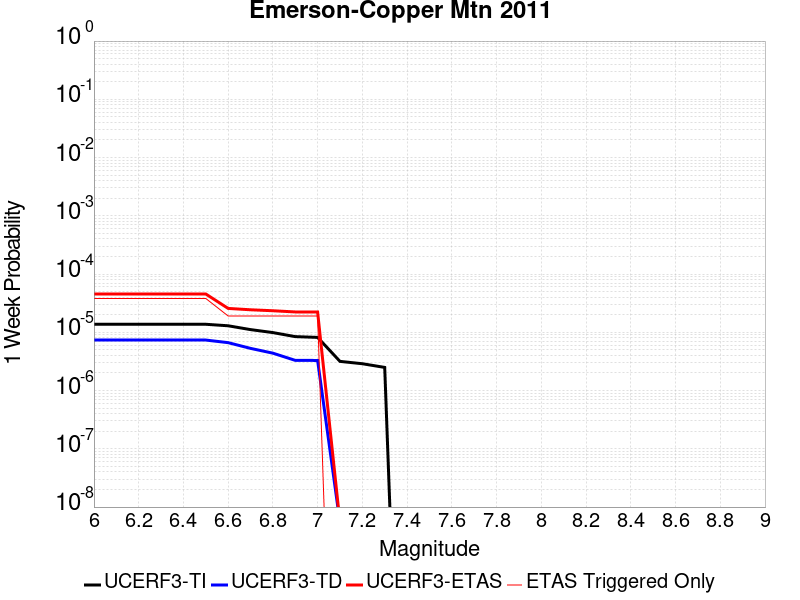 Emerson-Copper Mtn 2011
10 0
10 -1
10 -2
10 -3
10 -4
10 -5
10 -6
10 -7
10 -8
1 Week Probability
6 6.2 6.4 6.6 6.8 7 7.2 7.4 7.6 7.8 8 8.2 8.4 8.6 8.8 9
Magnitude
UCERF3-TI UCERF3-TD UCERF3-ETAS ETAS Triggered Only